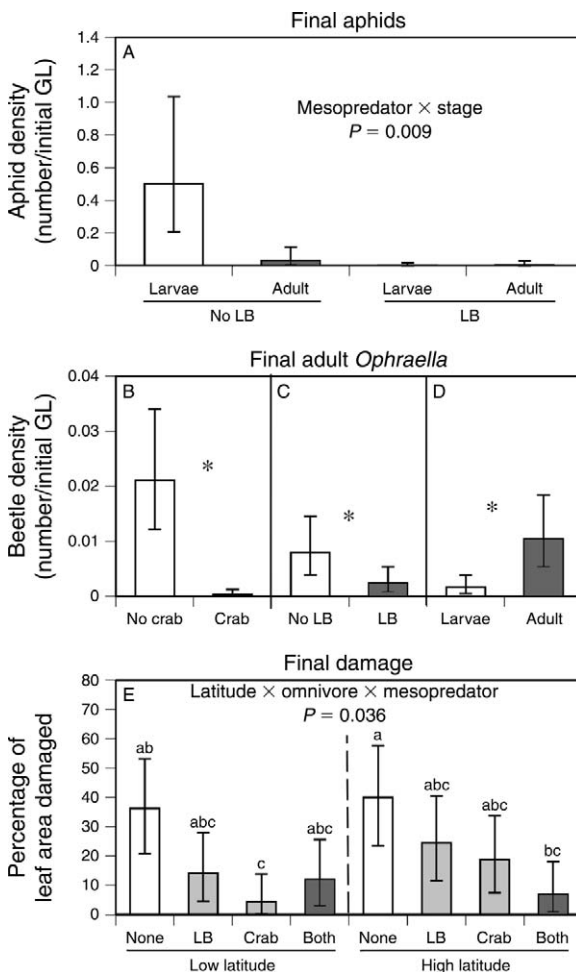 Final aphids
A
Aphid density
(number/initial GL)
1.4
1.2
1.0
0.8
0.6
0.4
0.2
0
Mesopredator × stage
P = 0.009
Larvae Adult Larvae Adult
No LB LB
Final adult Ophraella
B C D
Beetle density
(number/initial GL)
0.04
0.03
0.02
0.01
0
* * *
No crab Crab No LB LB Larvae Adult
Final damage
E
Latitude × omnivore × mesopredator
P = 0.036
Percentage of
leaf area damaged
80
70
60
50
40
30
20
10
0
ab abc c abc a abc abc bc
None LB Crab Both None LB Crab Both
Low latitude High latitude